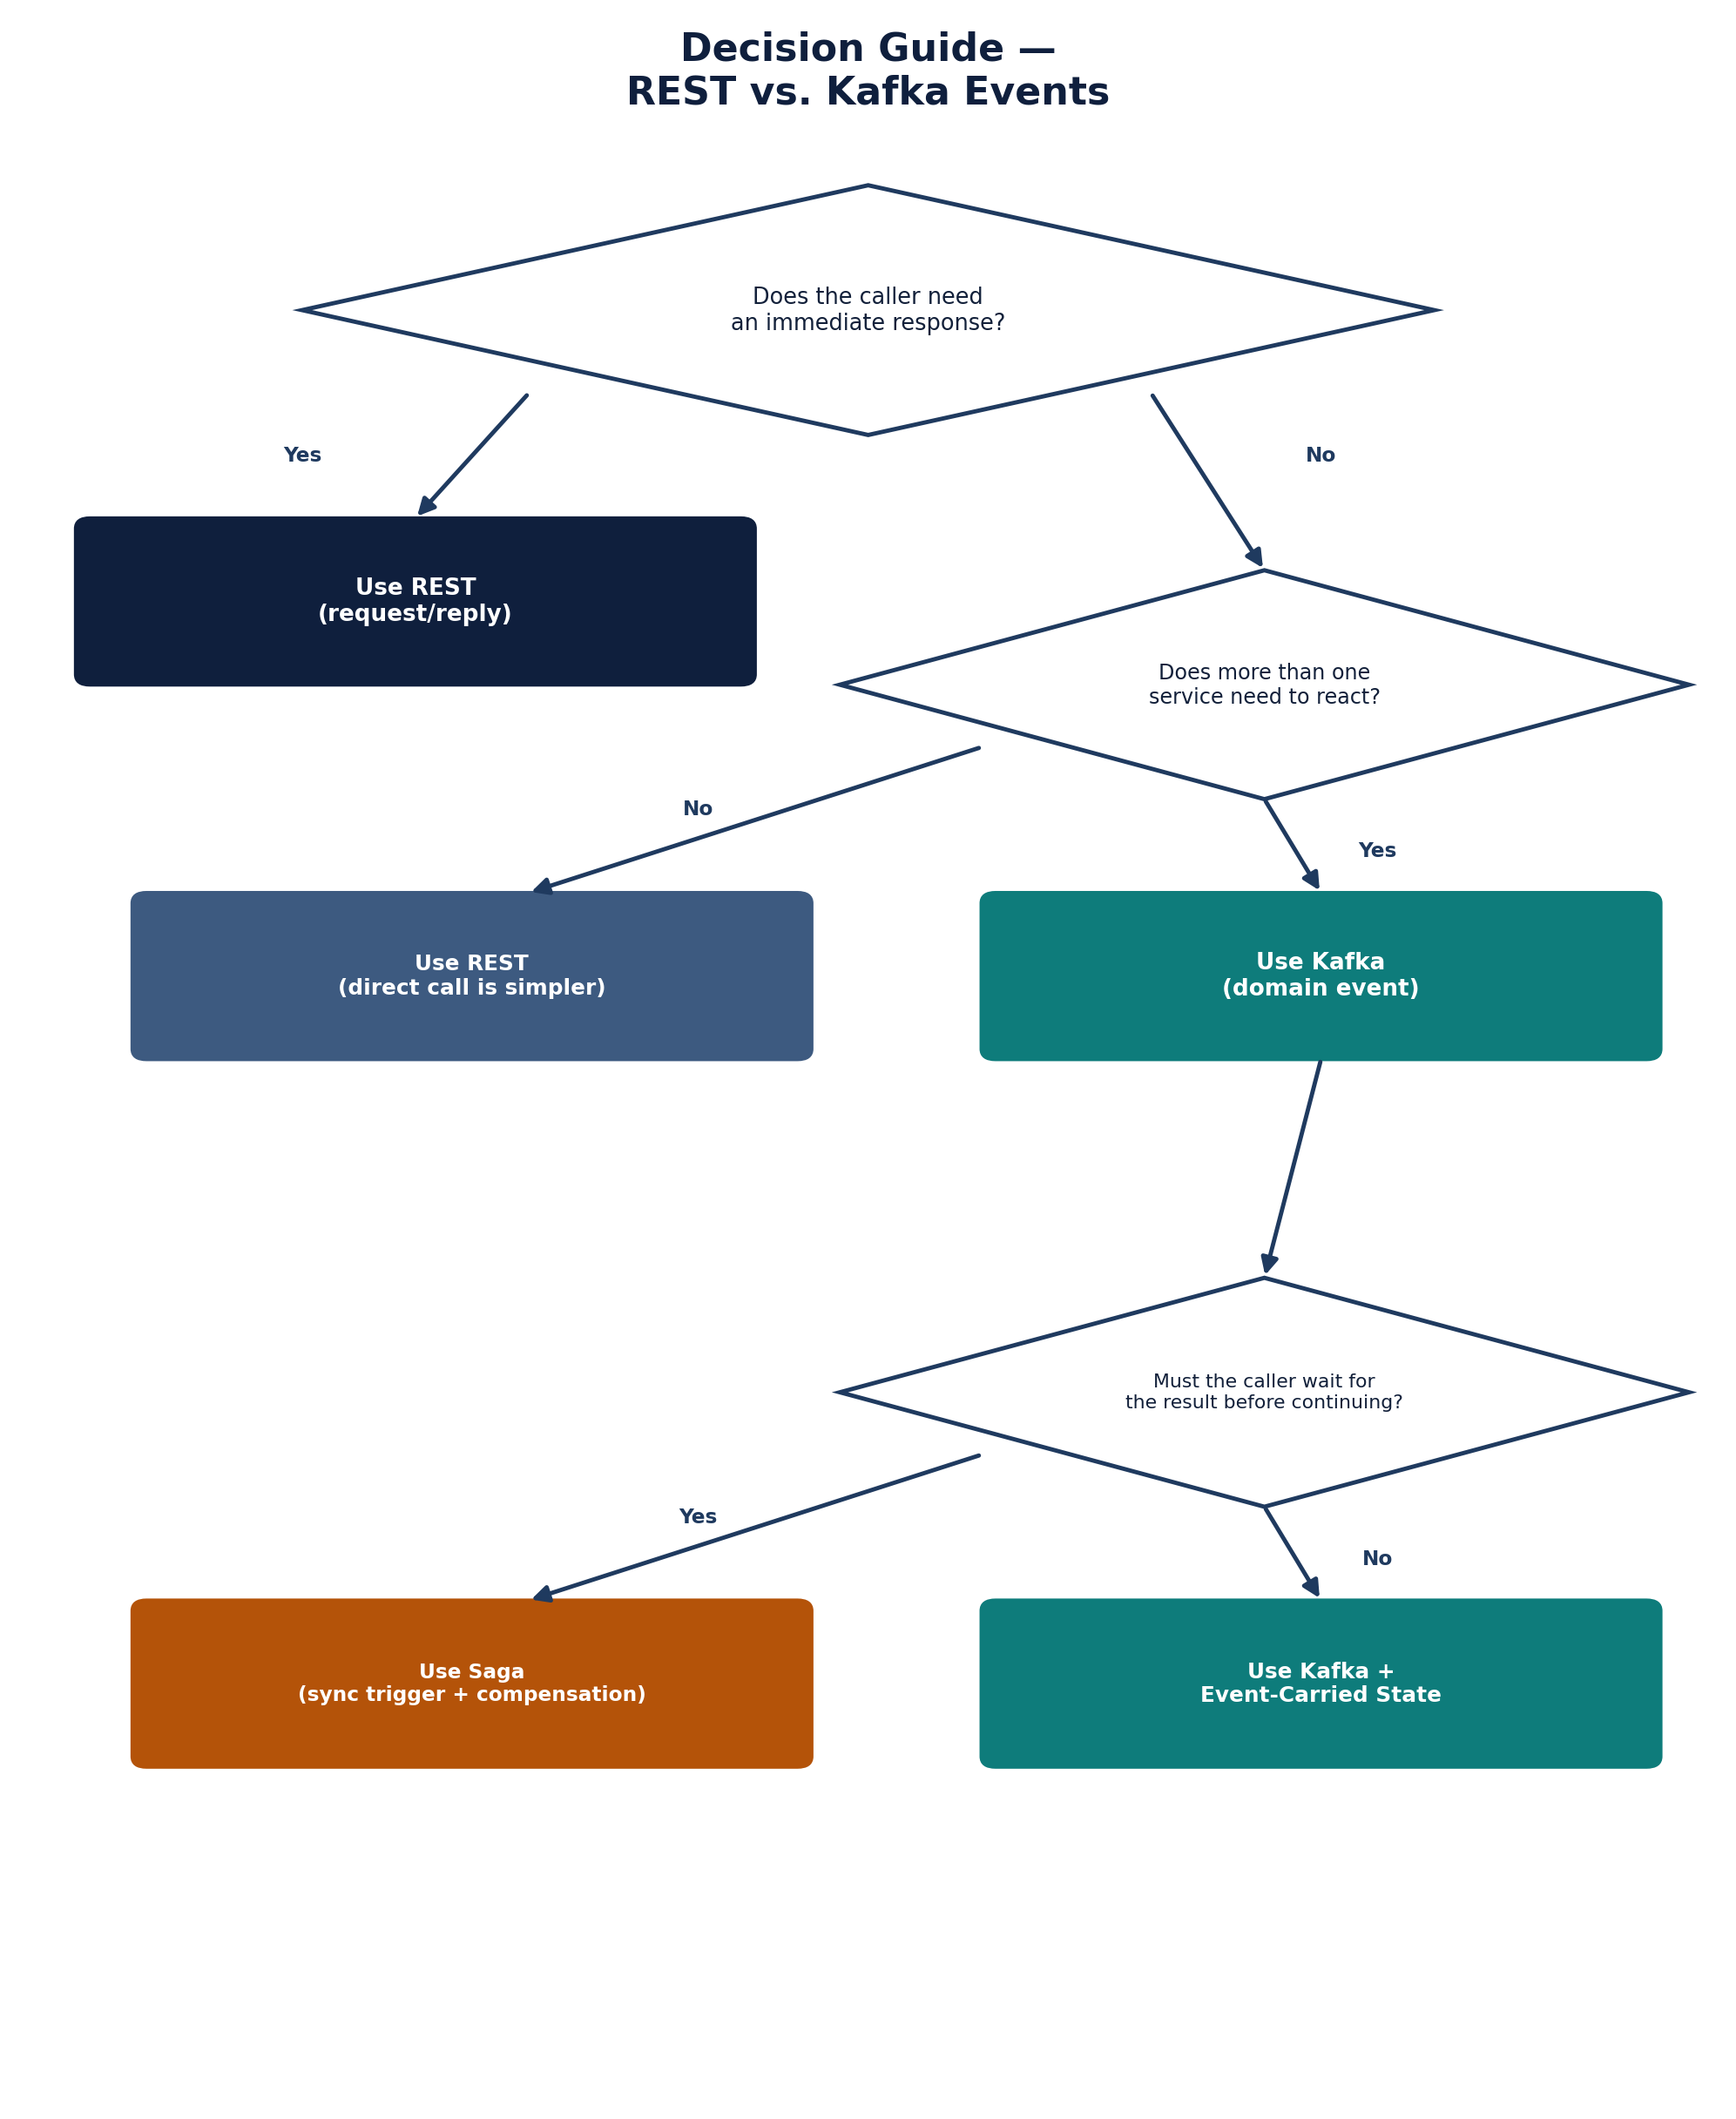 Decision Guide —
REST vs. Kafka Events
Does the caller need
an immediate response?
Yes
No
Use REST
(request/reply)
Does more than one
service need to react?
No
Yes
Use REST
(direct call is simpler)
Use Kafka
(domain event)
Must the caller wait for
the result before continuing?
Yes
No
Use Saga
(sync trigger + compensation)
Use Kafka +
Event-Carried State